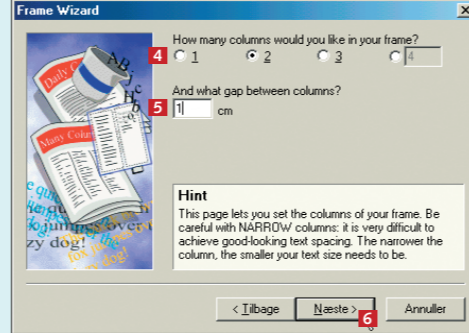 Frame Wizard
How many columns would you like in your frame?
4 1 2 3 4
And what gap between columns?
5 1 cm
Daily
AB
Many Colu
Hint
This page lets you set the columns of your frame. Be
careful with NARROW columns: it is very difficult to
achieve good-looking text spacing. The narrower the
column, the smaller your text size needs to be.
zy dog!
< Tilbage Næste > 6 Annuller